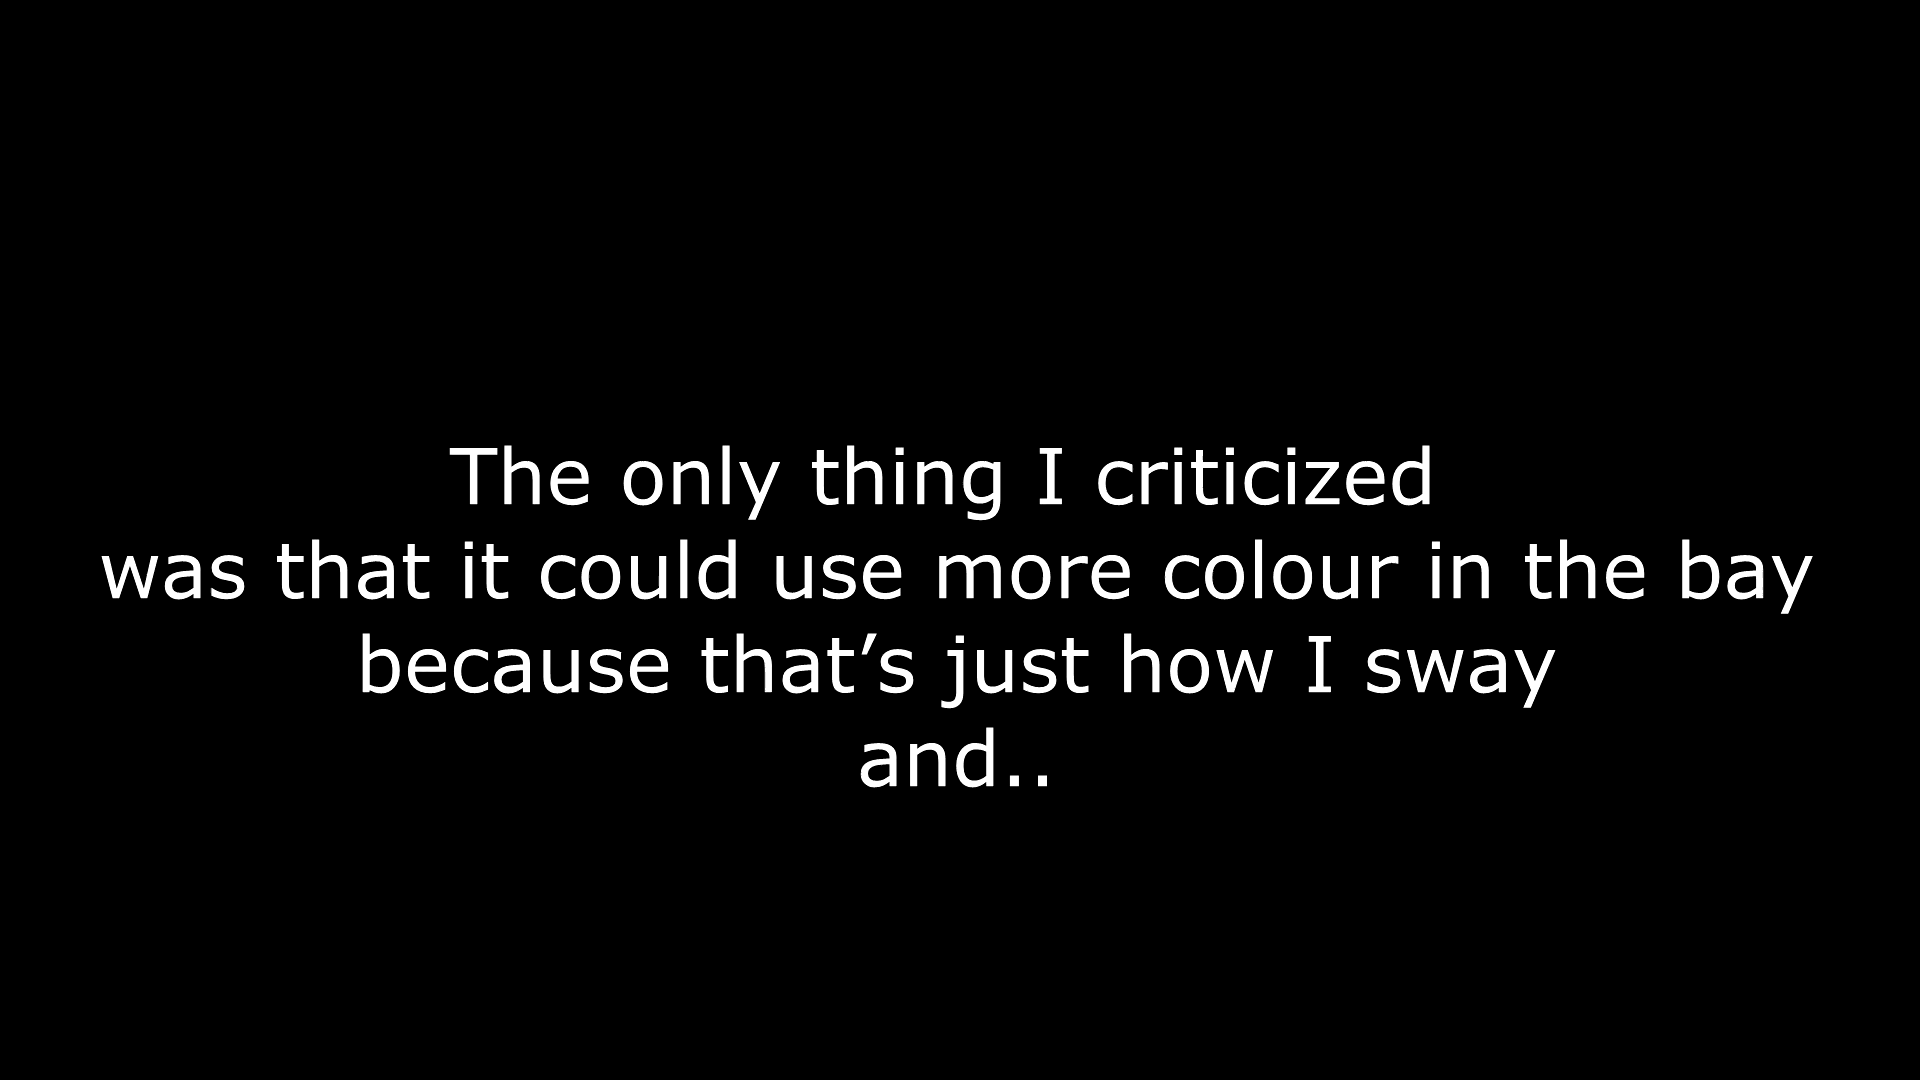 The only thing I criticized
was that it could use more colour in the bay
because that’s just how I sway
and..